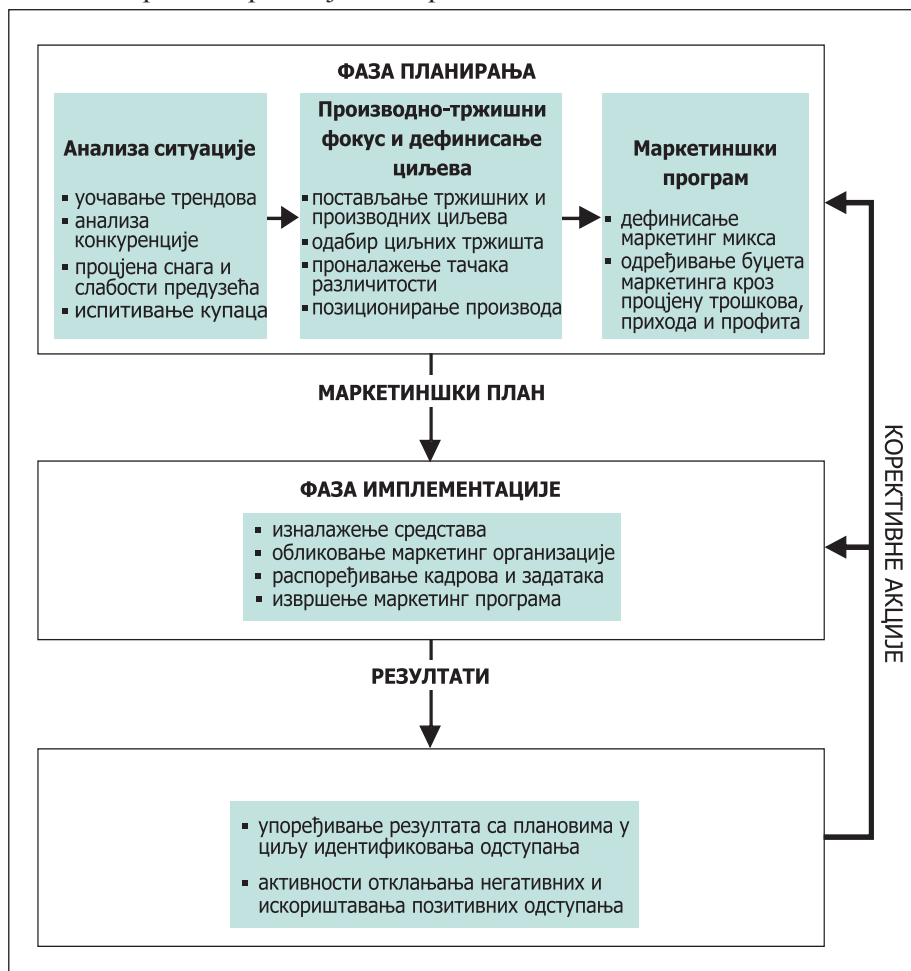 ФАЗА ПЛАНИРАЊА
Анализа ситуације
▪ уочавање трендова
▪ анализа
конкуренције
▪ процјена снага и
слабости предузећа
▪ испитивање купаца
Производно-тржишни
фокус и дефинисање
циљева
▪ постављање тржишних и
производних циљева
▪ одабир циљних тржишта
▪ проналажење тачака
различитости
▪ позиционирање производа
Маркетиншки
програм
▪ дефинисање
маркетинг микса
▪ одређивање буџета
маркетинга кроз
процјену трошкова,
прихода и профита
МАРКЕТИНШКИ ПЛАН
ФАЗА ИМПЛЕМЕНТАЦИЈЕ
▪ изналажење средстава
▪ обликовање маркетинг организације
▪ распоређивање кадрова и задатака
▪ извршење маркетинг програма
КОРЕКТИВНЕ АКЦИЈЕ
РЕЗУЛТАТИ
▪ упоређивање резултата са плановима у
циљу идентификовања одступања
▪ активности отклањања негативних и
искориштавања позитивних одступања